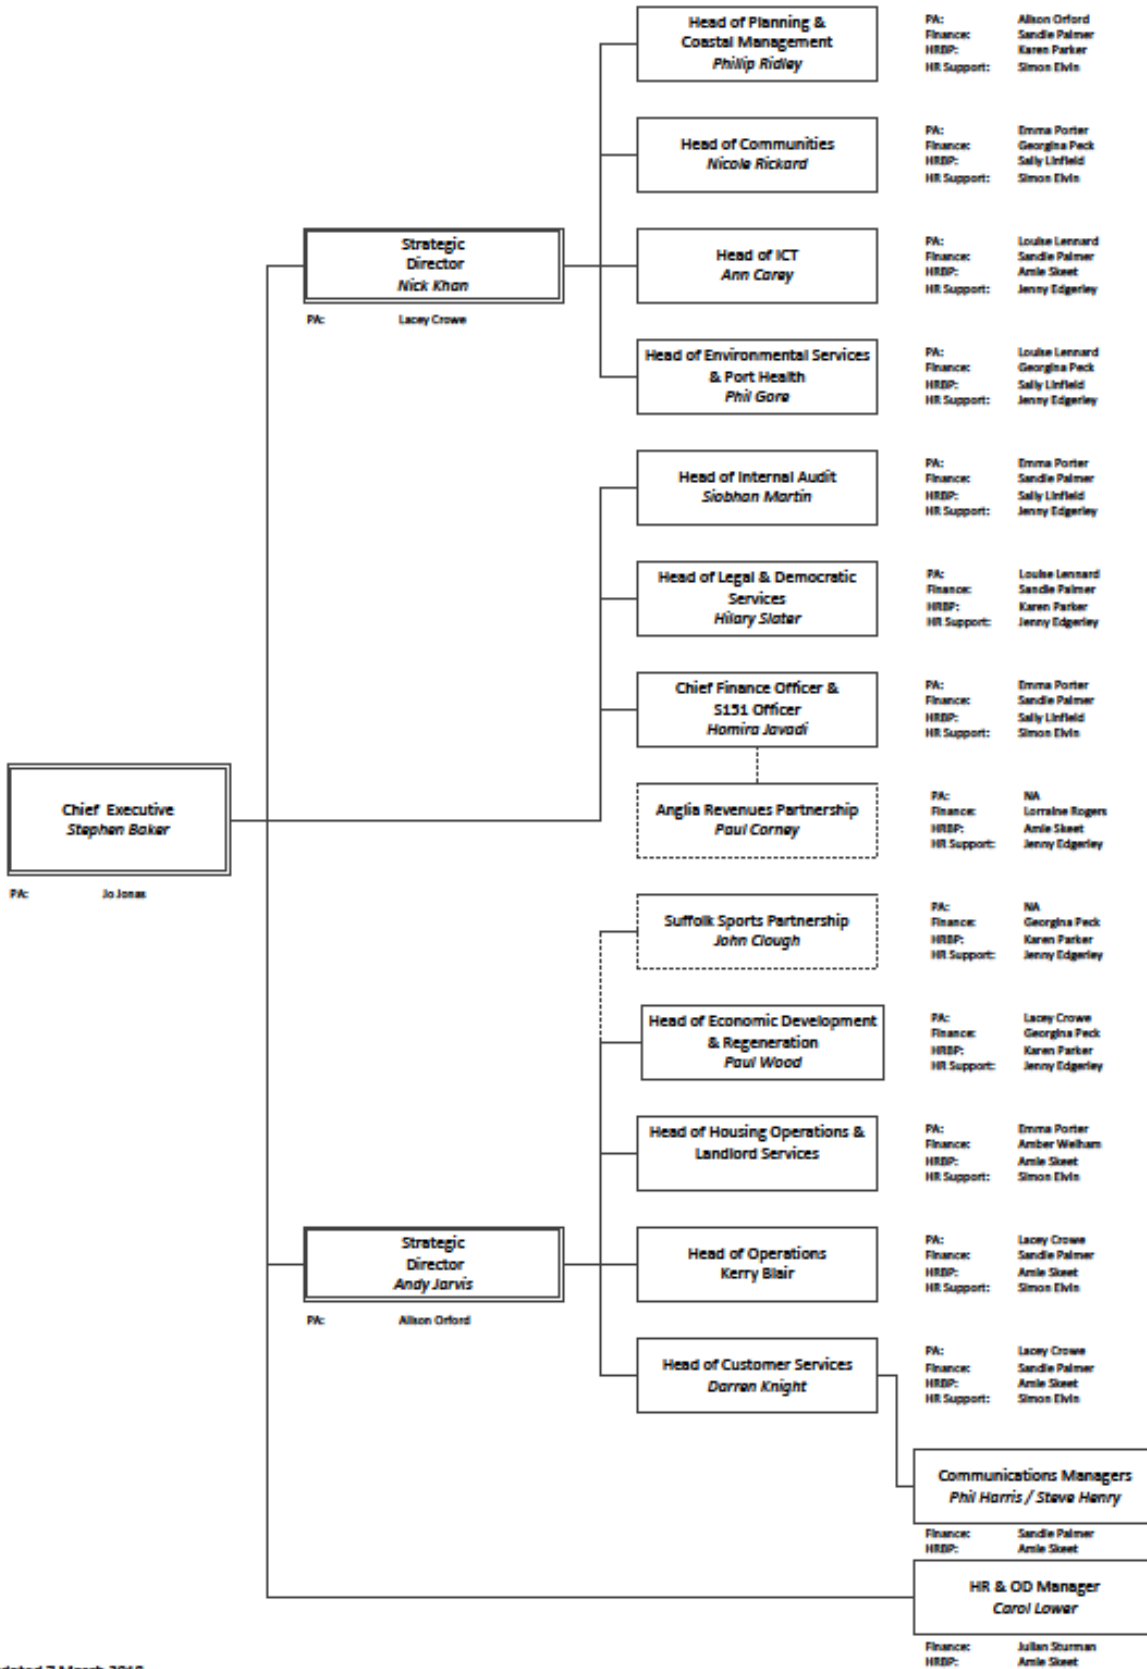 Head of Planning &
Coastal Management
Phillip Ridley
PA: Alison Orford
Finance: Sandie Palmer
HRBP: Karen Parker
HR Support: Simon Elvin
Head of Communities
Nicole Rickard
PA: Emma Porter
Finance: Georgina Peck
HRBP: Sally Linfield
HR Support: Simon Elvin
Strategic
Director
Nick Khan
PA: Lacey Crowe
Head of ICT
Ann Carey
PA: Louise Lennard
Finance: Sandie Palmer
HRBP: Amie Skeet
HR Support: Jenny Edgerley
Head of Environmental Services
& Port Health
Phil Gore
PA: Louise Lennard
Finance: Georgina Peck
HRBP: Sally Linfield
HR Support: Jenny Edgerley
Head of Internal Audit
Siobhan Martin
PA: Emma Porter
Finance: Sandie Palmer
HRBP: Sally Linfield
HR Support: Jenny Edgerley
Head of Legal & Democratic
Services
Hilary Slater
PA: Louise Lennard
Finance: Sandie Palmer
HRBP: Karen Parker
HR Support: Jenny Edgerley
Chief Finance Officer &
S151 Officer
Homira Javadi
PA: Emma Porter
Finance: Sandie Palmer
HRBP: Sally Linfield
HR Support: Simon Elvin
Chief Executive
Stephen Baker
PA: Jo Jonas
Anglia Revenues Partnership
Paul Corney
PA: NA
Finance: Lorraine Rogers
HRBP: Amie Skeet
HR Support: Jenny Edgerley
Suffolk Sports Partnership
John Clough
PA: NA
Finance: Georgina Peck
HRBP: Karen Parker
HR Support: Jenny Edgerley
Head of Economic Development
& Regeneration
Paul Wood
PA: Lacey Crowe
Finance: Georgina Peck
HRBP: Karen Parker
HR Support: Jenny Edgerley
Head of Housing Operations &
Landlord Services
PA: Emma Porter
Finance: Amber Welham
HRBP: Amie Skeet
HR Support: Simon Elvin
Strategic
Director
Andy Jarvis
PA: Alison Orford
Head of Operations
Kerry Blair
PA: Lacey Crowe
Finance: Sandie Palmer
HRBP: Amie Skeet
HR Support: Simon Elvin
Head of Customer Services
Darren Knight
PA: Lacey Crowe
Finance: Sandie Palmer
HRBP: Amie Skeet
HR Support: Simon Elvin
Communications Managers
Phil Harris / Steve Henry
Finance: Sandie Palmer
HRBP: Amie Skeet
HR & OD Manager
Carol Lower
Finance: Julian Sturman
HRBP: Amie Skeet
7 March